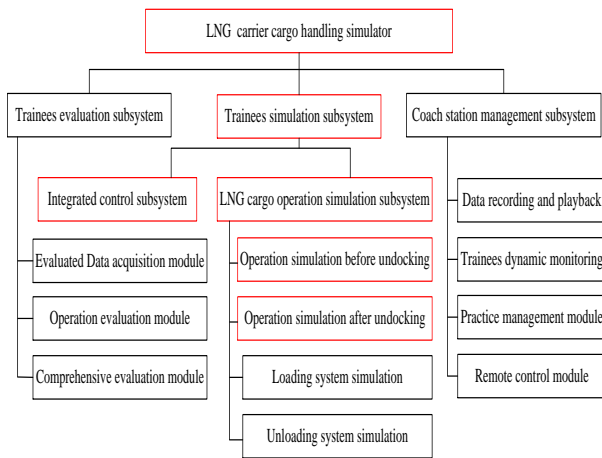 LNG carrier cargo handling simulator
Trainees evaluation subsystem
Trainees simulation subsystem
Coach station management subsystem
Integrated control subsystem
LNG cargo operation simulation subsystem
Data recording and playback
Evaluated Data acquisition module
Operation simulation before undocking
Trainees dynamic monitoring
Operation evaluation module
Operation simulation after undocking
Practice management module
Comprehensive evaluation module
Loading system simulation
Remote control module
Unloading system simulation